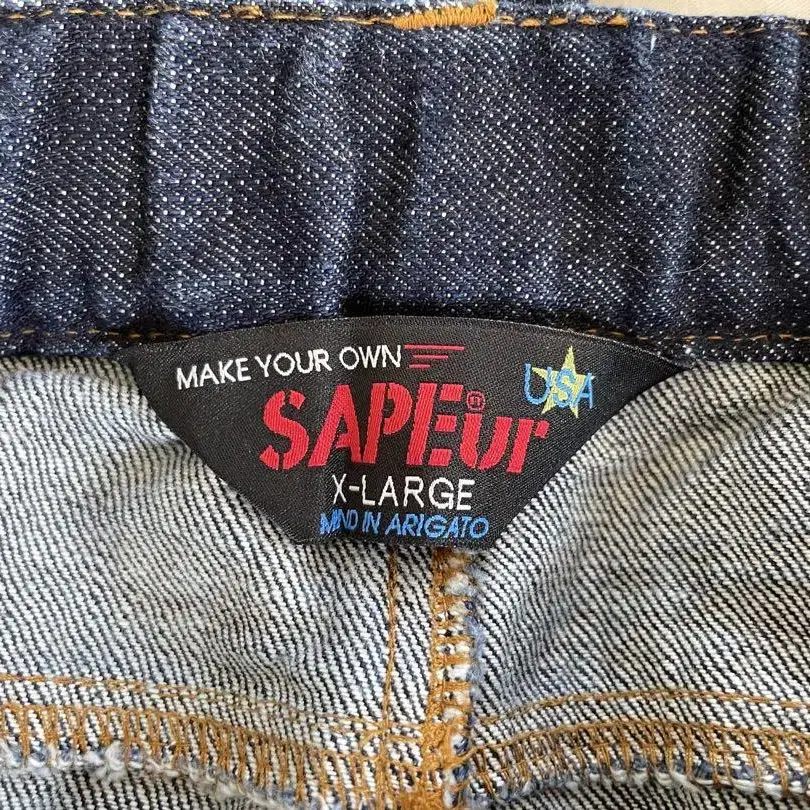 MAKE YOUR OWN
USA
SAPEur
X-LARGE
MIND IN ARIGATO